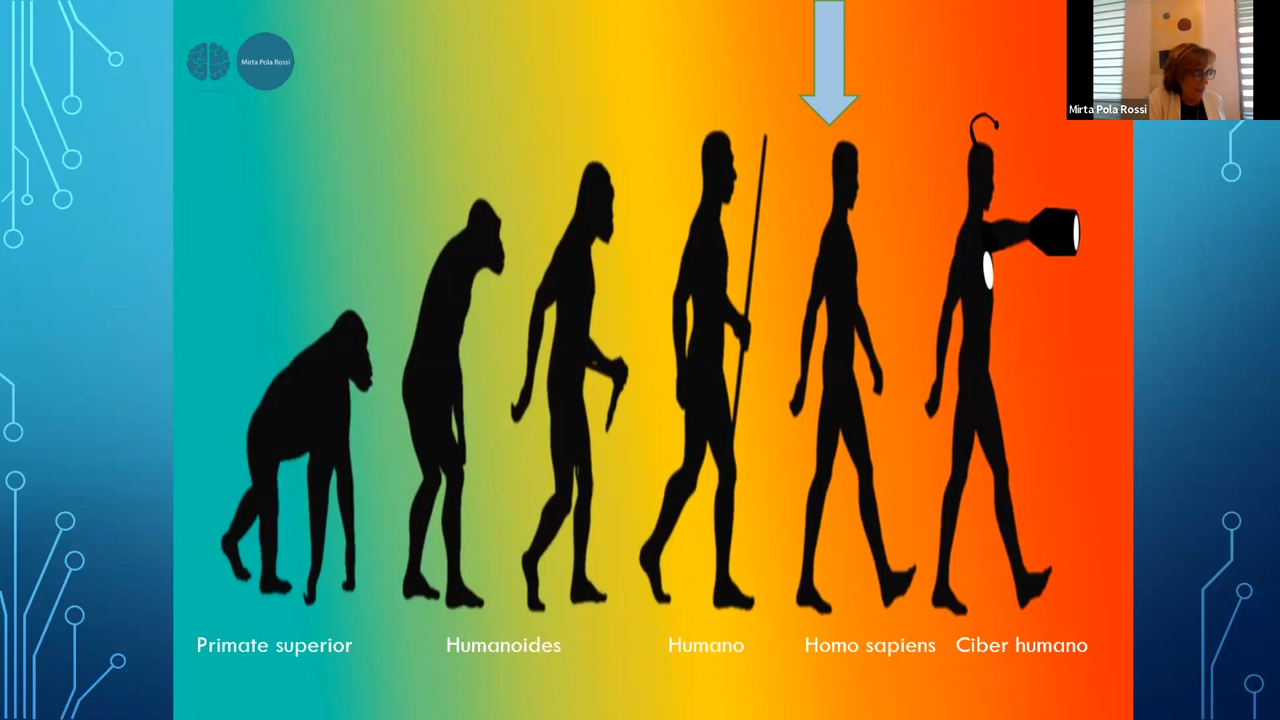 Mirta Pola Rossi
Mirta Pola Rossi
Primate superior
Humanoides
Humano
Homo sapiens
Ciber humano